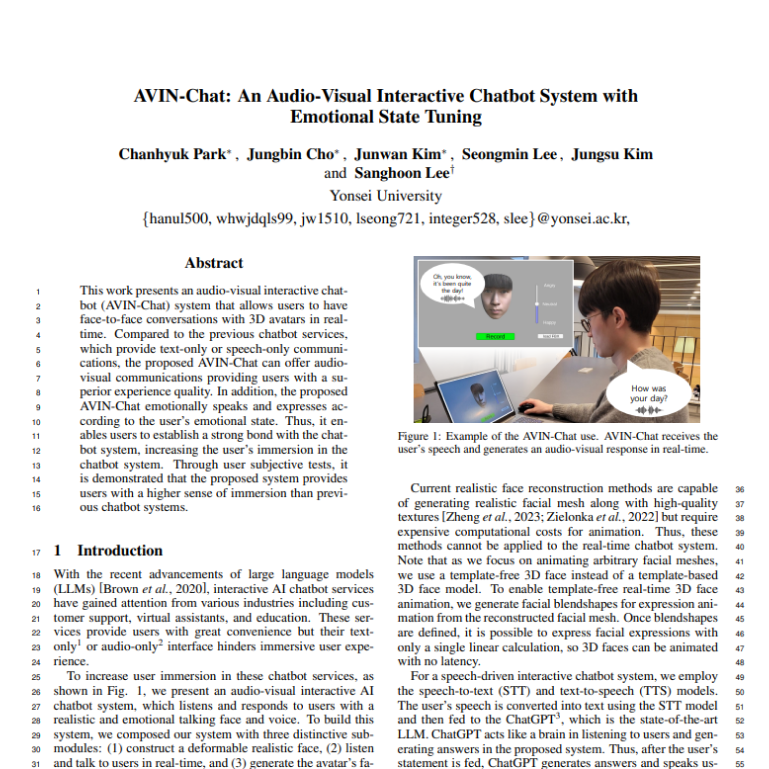 AVIN-Chat: An Audio-Visual Interactive Chatbot System with
Emotional State Tuning
Chanhyuk Park* , Jungbin Cho* , Junwan Kim* , Seongmin Lee , Jungsu Kim
and Sanghoon Lee†
Yonsei University
{hanul500, whwjdqls99, jw1510, lseong721, integer528, slee}@yonsei.ac.kr,
Abstract
1 This work presents an audio-visual interactive chat-
2 bot (AVIN-Chat) system that allows users to have
3 face-to-face conversations with 3D avatars in real-
4 time. Compared to the previous chatbot services,
5 which provide text-only or speech-only communi-
6 cations, the proposed AVIN-Chat can offer audio-
7 visual communications providing users with a su-
8 perior experience quality. In addition, the proposed
9 AVIN-Chat emotionally speaks and expresses ac-
10 cording to the user's emotional state. Thus, it en-
11 ables users to establish a strong bond with the chat-
12 bot system, increasing the user's immersion in the
13 chatbot system. Through user subjective tests, it
14 is demonstrated that the proposed system provides
15 users with a higher sense of immersion than previ-
16 ous chatbot systems.
17 1 Introduction
18 With the recent advancements of large language models
19 (LLMs) [Brown et al., 2020], interactive AI chatbot services
20 have gained attention from various industries including cus-
21 tomer support, virtual assistants, and education. These ser-
22 vices provide users with great convenience but their text-
23 only1 or audio-only2 interface hinders immersive user expe-
24 rience.
25 To increase user immersion in these chatbot services, as
26 shown in Fig. 1, we present an audio-visual interactive AI
27 chatbot system, which listens and responds to users with a
28 realistic and emotional talking face and voice. To build this
29 system, we composed our system with three distinctive sub-
30 modules: (1) construct a deformable realistic face, (2) listen
31 and talk to users in real-time, and (3) generate the avatar's fa-
Oh, you know,
it's been quite
the day!
Angry
Neutral
Happy
Record
How was
your day?
Figure 1: Example of the AVIN-Chat use. AVIN-Chat receives the
user's speech and generates an audio-visual response in real-time.
Current realistic face reconstruction methods are capable 36
of generating realistic facial mesh along with high-quality 37
textures [Zheng et al., 2023; Zielonka et al., 2022] but require 38
expensive computational costs for animation. Thus, these 39
methods cannot be applied to the real-time chatbot system. 40
Note that as we focus on animating arbitrary facial meshes, 41
we use a template-free 3D face instead of a template-based 42
3D face model. To enable template-free real-time 3D face 43
animation, we generate facial blendshapes for expression ani- 44
mation from the reconstructed facial mesh. Once blendshapes 45
are defined, it is possible to express facial expressions with 46
only a single linear calculation, so 3D faces can be animated 47
with no latency. 48
For a speech-driven interactive chatbot system, we employ 49
the speech-to-text (STT) and text-to-speech (TTS) models. 50
The user's speech is converted into text using the STT model 51
and then fed to the ChatGPT3, which is the state-of-the-art 52
LLM. ChatGPT acts like a brain in listening to users and gen- 53
erating answers in the proposed system. Thus, after the user's 54
statement is fed, ChatGPT generates answers and speaks us- 55